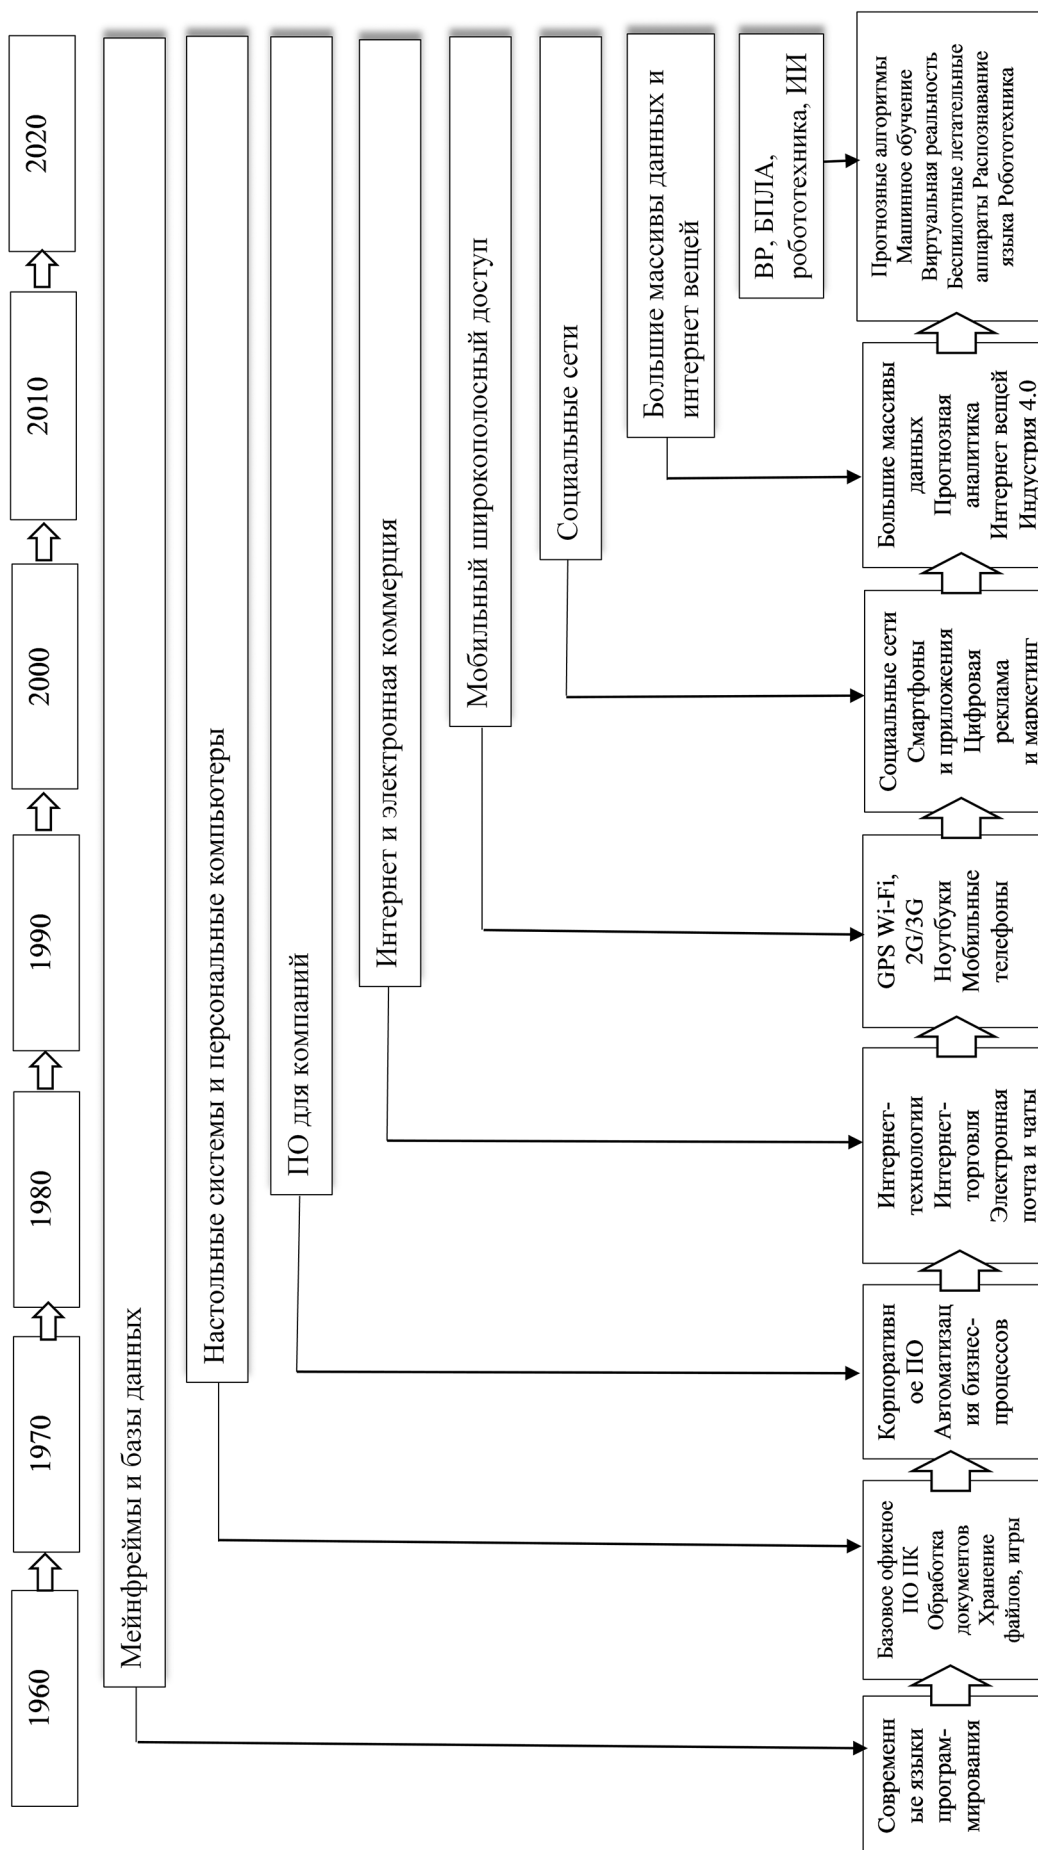 1960
1970
1980
1990
2000
2010
2020
Мейнфреймы и базы данных
Настольные системы и персональные компьютеры
ПО для компаний
Интернет и электронная коммерция
Мобильный широкополосный доступ
Социальные сети
Большие массивы данных и
интернет вещей
ВР, БПЛА,
робототехника, ИИ
Современн
ые языки
програм-
мирования
Базовое офисное
ПО ПК
Обработка
документов
Хранение
файлов, игры
Корпоративн
ое ПО
Автоматизац
ия бизнес-
процессов
Интернет-
технологии
Интернет-
торговля
Электронная
почта и чаты
GPS Wi-Fi,
2G/3G
Ноутбуки
Мобильные
телефоны
Социальные сети
Смартфоны
и приложения
Цифровая
реклама
и маркетинг
Большие массивы
данных
Прогнозная
аналитика
Интернет вещей
Индустрия 4.0
Прогнозные алгоритмы
Машинное обучение
Виртуальная реальность
Беспилотные летательные
аппараты Распознавание
языка Робототехника